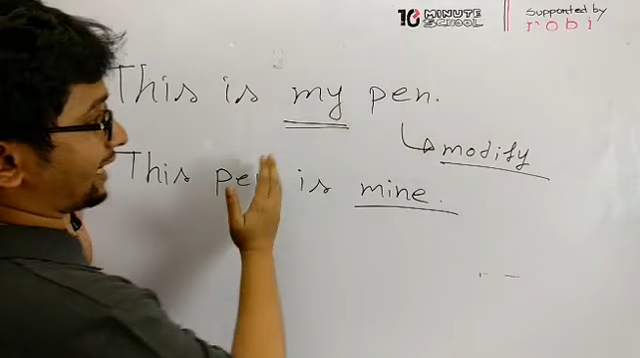 10 MINUTE SCHOOL
Supported by
robi
This is my pen.
modify
This pen is mine.